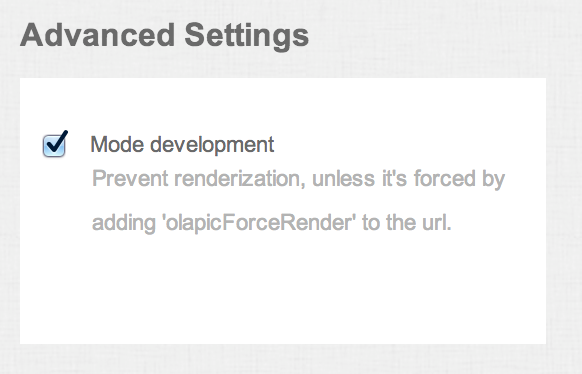 Advanced Settings
Mode development
Prevent renderization, unless it's forced by
adding 'olapicForceRender' to the url.